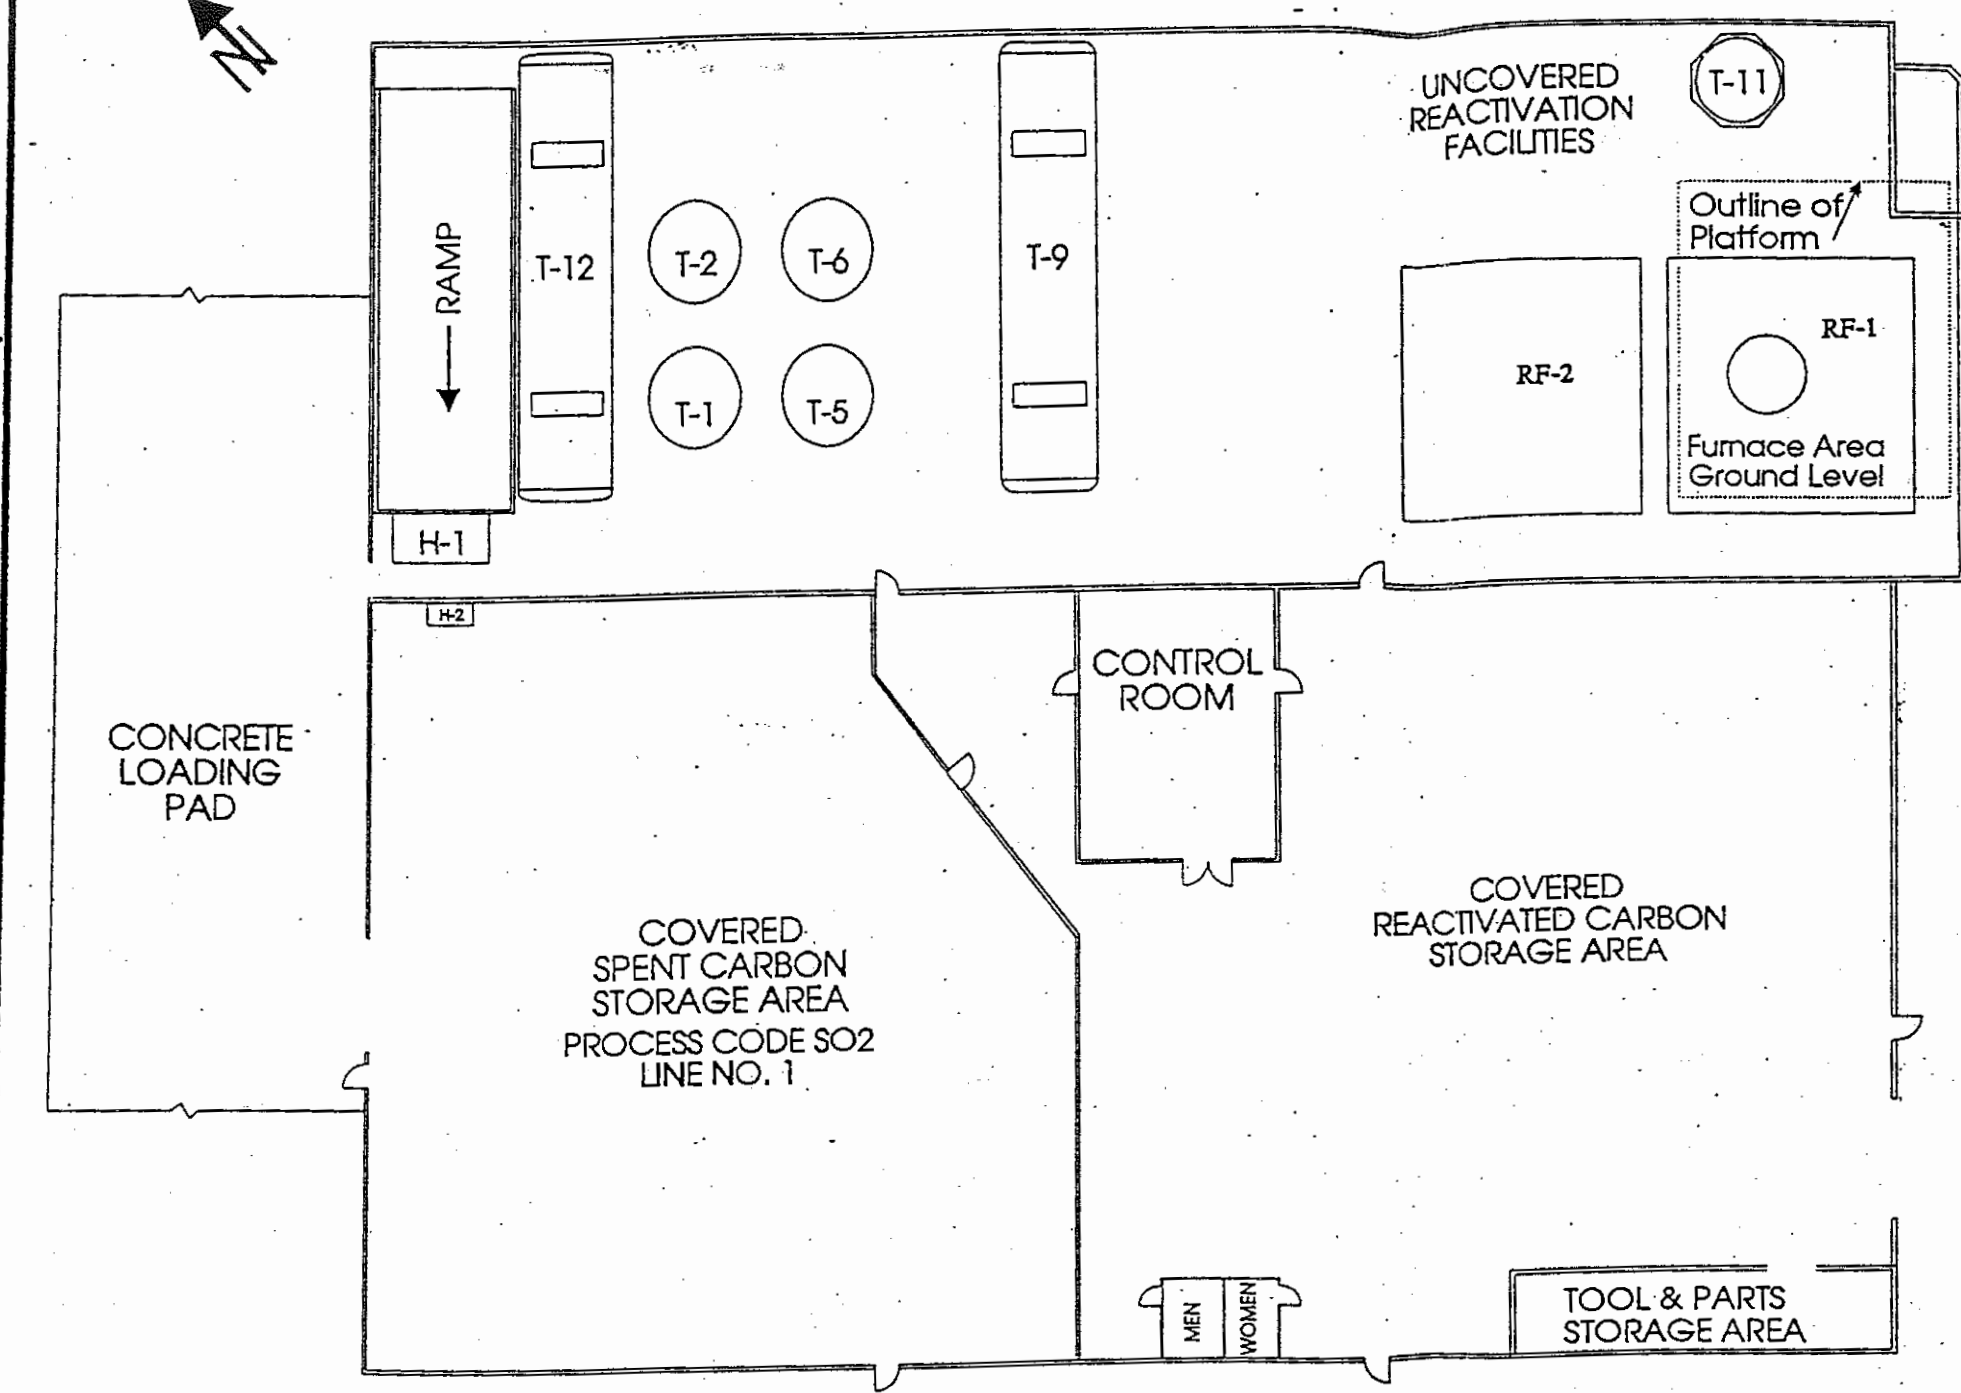 N
UNCOVERED
REACTIVATION
FACILITIES
T-11
RAMP
T-12
T-2
T-6
T-9
Outline of
Platform
T-1
T-5
RF-2
RF-1
Furnace Area
Ground Level
H-1
H-2
CONTROL
ROOM
CONCRETE
LOADING
PAD
COVERED
SPENT CARBON
STORAGE AREA
PROCESS CODE SO2
LINE NO. 1
COVERED
REACTIVATED CARBON
STORAGE AREA
MEN
WOMEN
TOOL & PARTS
STORAGE AREA